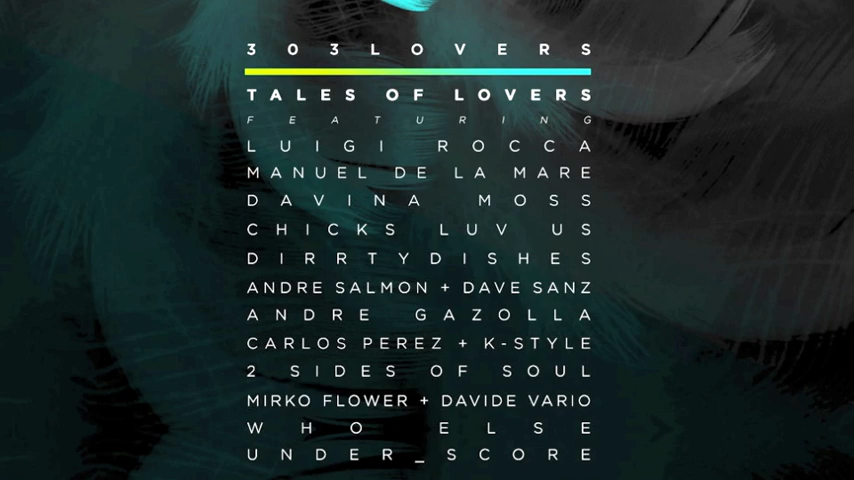 303LOVERS
TALES OF LOVERS
FEATURING
LUIGI ROCCA
MANUEL DE LA MARE
DAVINA MOSS
CHICKS LUV US
DIRRTYDISHES
ANDRE SALMON + DAVE SANZ
ANDRE GAZOLLA
CARLOS PEREZ + K-STYLE
2 SIDES OF SOUL
MIRKO FLOWER + DAVIDE VARIO
WHO ELSE
UNDER_SCORE